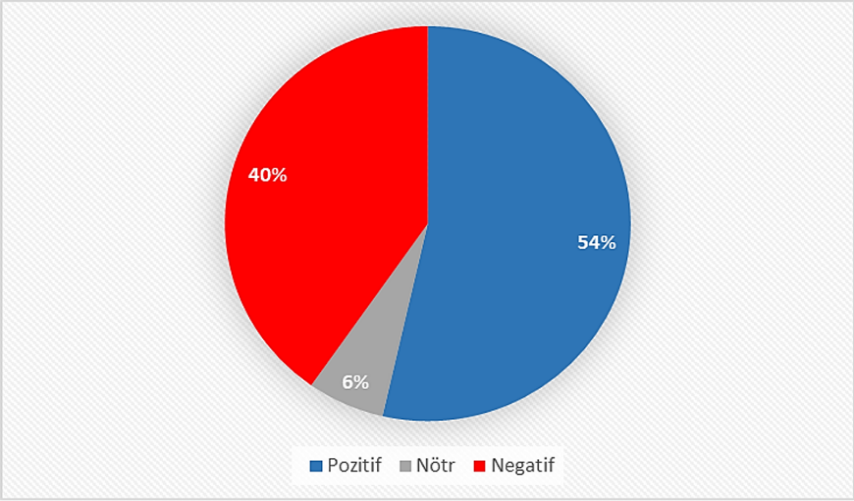 40%
54%
6%
Pozitif Nötr Negatif